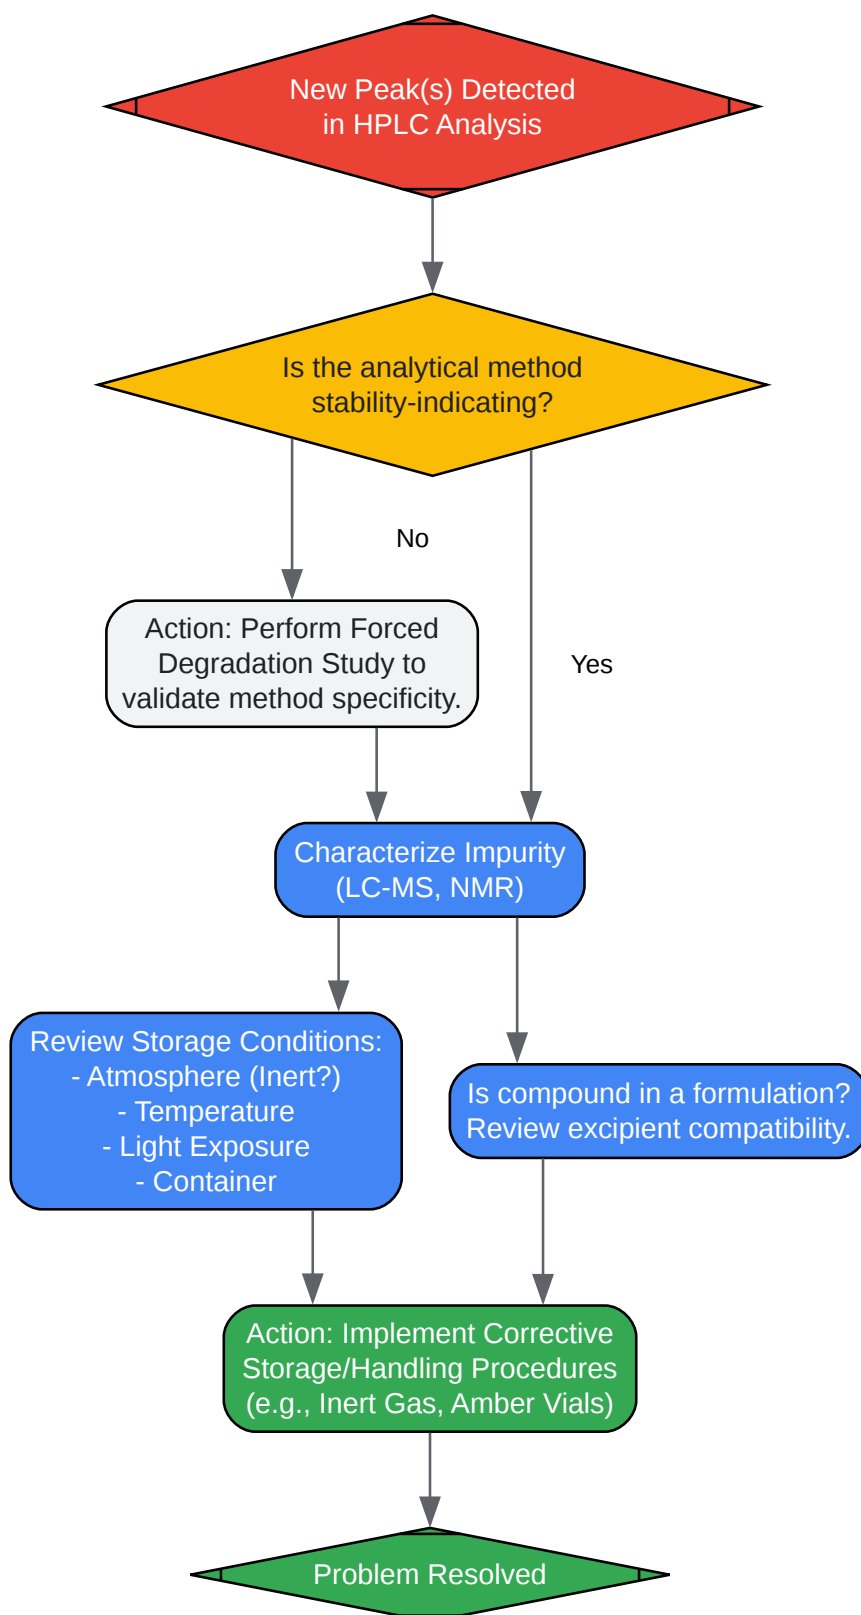 New Peak(s) Detected
in HPLC Analysis
Is the analytical method
stability-indicating?
No
Action: Perform Forced
Degradation Study to
validate method specificity.
Yes
Characterize Impurity
(LC-MS, NMR)
Review Storage Conditions:
- Atmosphere (Inert?)
- Temperature
- Light Exposure
- Container
Is compound in a formulation?
Review excipient compatibility.
Action: Implement Corrective
Storage/Handling Procedures
(e.g., Inert Gas, Amber Vials)
Problem Resolved